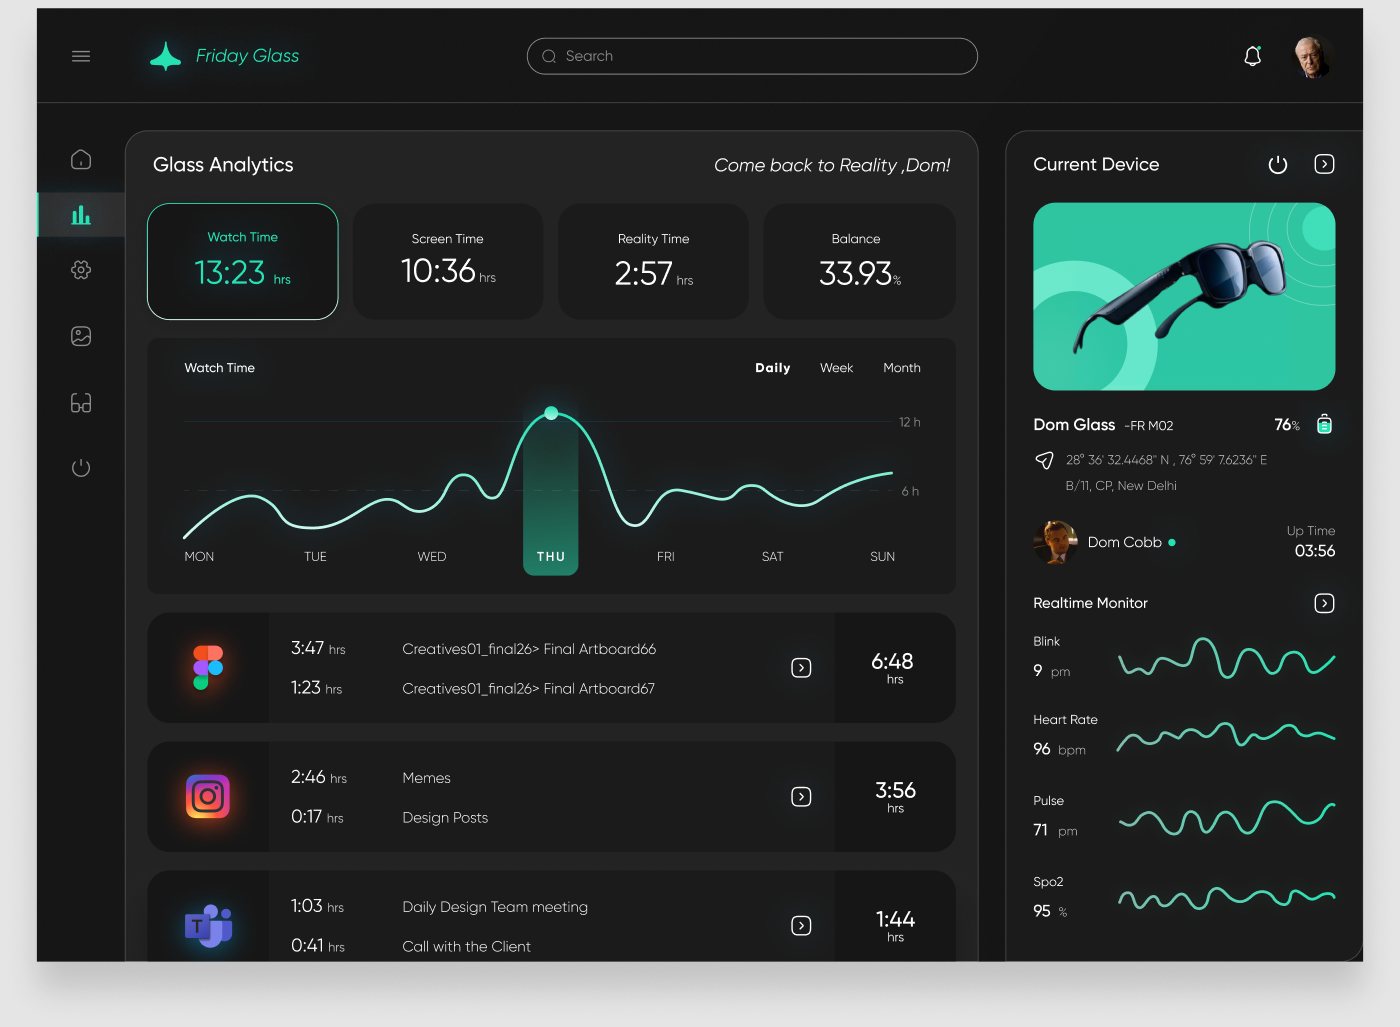 Friday Glass
Search
Glass Analytics
Come back to Reality ,Dom!
Watch Time
13:23 hrs
Screen Time
10:36 hrs
Reality Time
2:57 hrs
Balance
33.93%
Watch Time
Daily Week Month
12 h
6 h
MON TUE WED THU FRI SAT SUN
3:47 hrs Creatives01_final26> Final Artboard66
1:23 hrs Creatives01_final26> Final Artboard67
6:48
hrs
2:46 hrs Memes
0:17 hrs Design Posts
3:56
hrs
T
1:03 hrs Daily Design Team meeting
0:41 hrs Call with the Client
1:44
hrs
Current Device
Dom Glass -FR M02
76%
28° 36' 32.4468" N , 76° 59' 7.6236" E
B/11, CP, New Delhi
Dom Cobb
Up Time
03:56
Realtime Monitor
Blink
9 pm
Heart Rate
96 bpm
Pulse
71 pm
Spo2
95 %